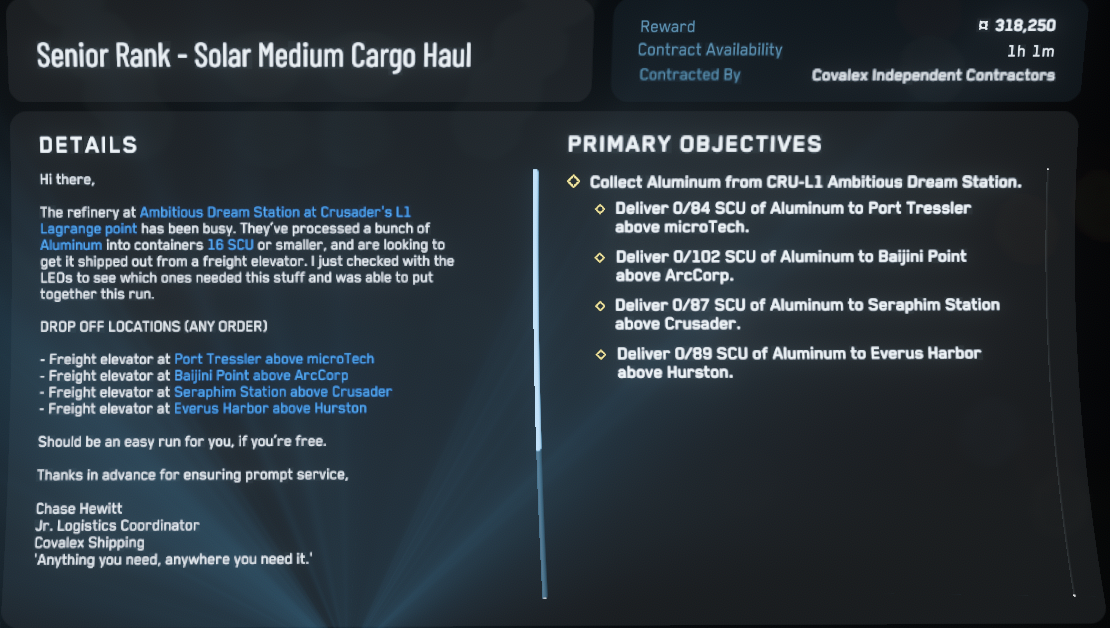 Senior Rank - Solar Medium Cargo Haul
Reward
¤ 318,250
Contract Availability
1h 1m
Contracted By
Covalex Independent Contractors
DETAILS
Hi there,
The refinery at Ambitious Dream Station at Crusader's L1
Lagrange point has been busy. They've processed a bunch of
Aluminum into containers 16 SCU or smaller, and are looking to
get it shipped out from a freight elevator. I just checked with the
LEOs to see which ones needed this stuff and was able to put
together this run.
DROP OFF LOCATIONS (ANY ORDER)
- Freight elevator at Port Tressler above microTech
- Freight elevator at Baijini Point above ArcCorp
- Freight elevator at Seraphim Station above Crusader
- Freight elevator at Everus Harbor above Hurston
Should be an easy run for you, if you're free.
Thanks in advance for ensuring prompt service,
Chase Hewitt
Jr. Logistics Coordinator
Covalex Shipping
'Anything you need, anywhere you need it.'
PRIMARY OBJECTIVES
Collect Aluminum from CRU-L1 Ambitious Dream Station.
Deliver 0/84 SCU of Aluminum to Port Tressler
above microTech.
Deliver 0/102 SCU of Aluminum to Baijini Point
above ArcCorp.
Deliver 0/87 SCU of Aluminum to Seraphim Station
above Crusader.
Deliver 0/89 SCU of Aluminum to Everus Harbor
above Hurston.